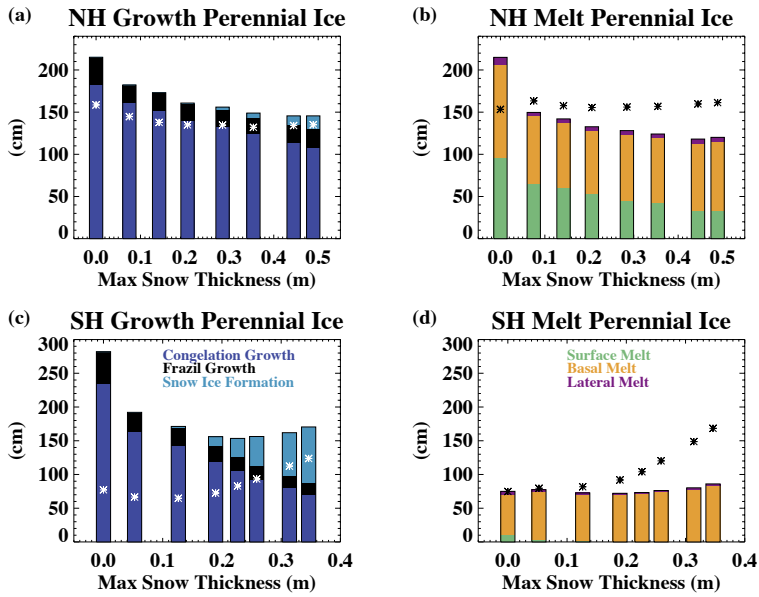 (a) NH Growth Perennial Ice
(cm)
200
150
100
50
0
0.0 0.1 0.2 0.3 0.4 0.5
Max Snow Thickness (m)
(b) NH Melt Perennial Ice
(cm)
200
150
100
50
0
0.0 0.1 0.2 0.3 0.4 0.5
Max Snow Thickness (m)
(c) SH Growth Perennial Ice
Congelation Growth
Frazil Growth
Snow Ice Formation
(cm)
300
250
200
150
100
50
0
0.0 0.1 0.2 0.3 0.4
Max Snow Thickness (m)
(d) SH Melt Perennial Ice
Surface Melt
Basal Melt
Lateral Melt
(cm)
300
250
200
150
100
50
0
0.0 0.1 0.2 0.3 0.4
Max Snow Thickness (m)